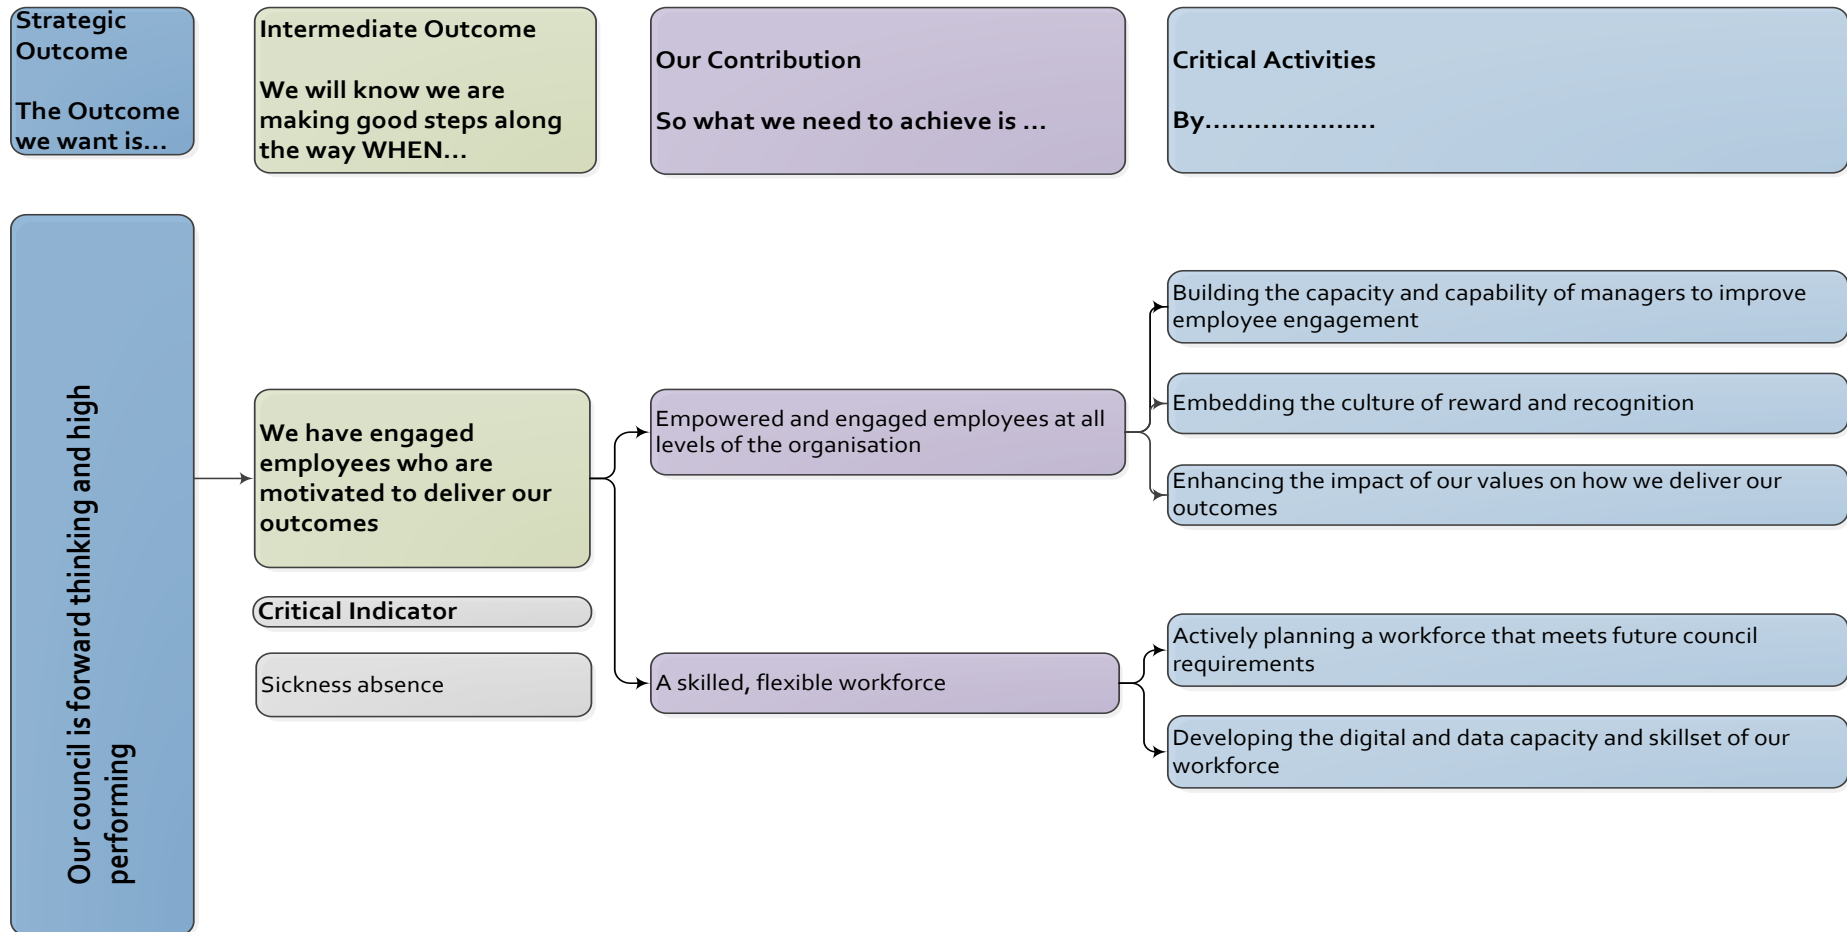 Strategic
Outcome
The Outcome
we want is...
Intermediate Outcome
We will know we are
making good steps along
the way WHEN...
Our Contribution
So what we need to achieve is ...
Critical Activities
By.....................
Our council is forward thinking and high
performing
We have engaged
employees who are
motivated to deliver our
outcomes
Critical Indicator
Sickness absence
Empowered and engaged employees at all
levels of the organisation
A skilled, flexible workforce
Building the capacity and capability of managers to improve
employee engagement
Embedding the culture of reward and recognition
Enhancing the impact of our values on how we deliver our
outcomes
Actively planning a workforce that meets future council
requirements
Developing the digital and data capacity and skillset of our
workforce